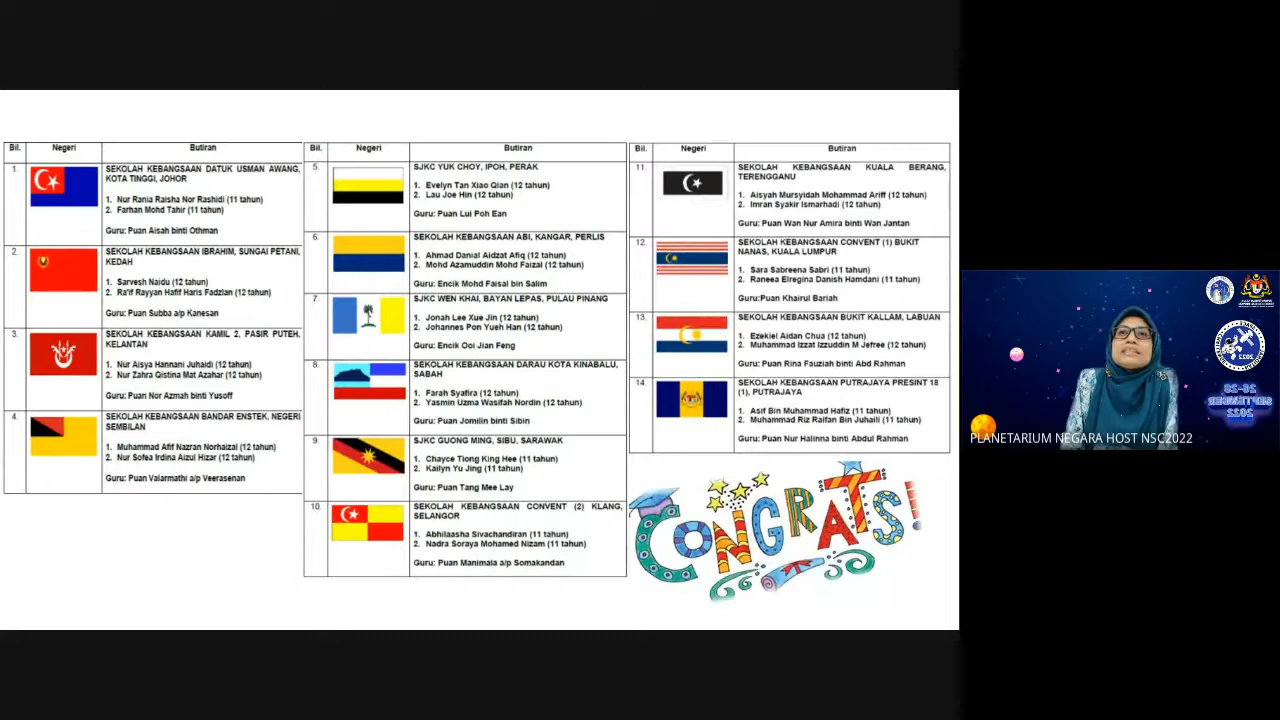 Bil.
Negeri
Butiran
1.
SEKOLAH KEBANGSAAN DATUK USMAN AWANG,
KOTA TINGGI, JOHOR
1. Nur Rania Raisha Nor Rashidi (11 tahun)
2. Farhan Mohd Tahir (11 tahun)
Guru: Puan Aisah binti Othman
2.
SEKOLAH KEBANGSAAN IBRAHIM, SUNGAI PETANI,
KEDAH
1. Sarvesh Naidu (12 tahun)
2. Ra'if Rayyan Hafif Haris Fadzlan (12 tahun)
Guru: Puan Subba a/p Kanesan
3.
SEKOLAH KEBANGSAAN KAMIL 2, PASIR PUTEH,
KELANTAN
1. Nur Aisya Hannani Juhaidi (12 tahun)
2. Nur Zahra Qistina Mat Azahar (12 tahun)
Guru: Puan Nor Azmah binti Yusoff
4.
SEKOLAH KEBANGSAAN BANDAR ENSTEK, NEGERI
SEMBILAN
1. Muhammad Afif Nazran Norhaizal (12 tahun)
2. Nur Sofea Irdina Aizul Hizar (12 tahun)
Guru: Puan Valarmathi a/p Veerasenan
Bil.
Negeri
Butiran
5.
SJKC YUK CHOY, IPOH, PERAK
1. Evelyn Tan Xiao Qian (12 tahun)
2. Lau Joe Hin (12 tahun)
Guru: Puan Lui Poh Ean
6.
SEKOLAH KEBANGSAAN ABI, KANGAR, PERLIS
1. Ahmad Danial Aidzat Afiq (12 tahun)
2. Mohd Azamuddin Mohd Faizal (12 tahun)
Guru: Encik Mohd Faisal bin Salim
7.
SJKC WEN KHAI, BAYAN LEPAS, PULAU PINANG
1. Jonah Lee Xue Jin (12 tahun)
2. Johannes Pon Yueh Han (12 tahun)
Guru: Encik Ooi Jian Feng
8.
SEKOLAH KEBANGSAAN DARAU KOTA KINABALU,
SABAH
1. Farah Syafira (12 tahun)
2. Yasmin Uzma Wasifah Nordin (12 tahun)
Guru: Puan Jomilin binti Sibin
9.
SJKC GUONG MING, SIBU, SARAWAK
1. Chayce Tiong King Hee (11 tahun)
2. Kailyn Yu Jing (11 tahun)
Guru: Puan Tang Mee Lay
10.
SEKOLAH KEBANGSAAN CONVENT (2) KLANG,
SELANGOR
1. Abhilaasha Sivachandiran (11 tahun)
2. Nadra Soraya Mohamed Nizam (11 tahun)
Guru: Puan Manimala a/p Somakandan
Bil.
Negeri
Butiran
11.
SEKOLAH KEBANGSAAN KUALA BERANG,
TERENGGANU
1. Aisyah Mursyidah Mohammad Ariff (12 tahun)
2. Imran Syakir Ismarhadi (12 tahun)
Guru: Puan Wan Nur Amira binti Wan Jantan
12.
SEKOLAH KEBANGSAAN CONVENT (1) BUKIT
NANAS, KUALA LUMPUR
1. Sara Sabreena Sabri (11 tahun)
2. Raneea Elregina Danish Hamdani (11 tahun)
Guru:Puan Khairul Bariah
13.
SEKOLAH KEBANGSAAN BUKIT KALLAM, LABUAN
1. Ezekiel Aidan Chua (12 tahun)
2. Muhammad Izzat Izzuddin M Jefree (12 tahun)
Guru: Puan Rina Fauziah binti Abd Rahman
14.
SEKOLAH KEBANGSAAN PUTRAJAYA PRESINT 18
(1), PUTRAJAYA
1. Asif Bin Muhammad Hafiz (11 tahun)
2. Muhammad Riz Raifan Bin Juhaili (11 tahun)
Guru: Puan Nur Halinna binti Abdul Rahman
CONGRATS!
PLANETARIUM NEGARA HOST NSC2022
SEPTEMBER
2022